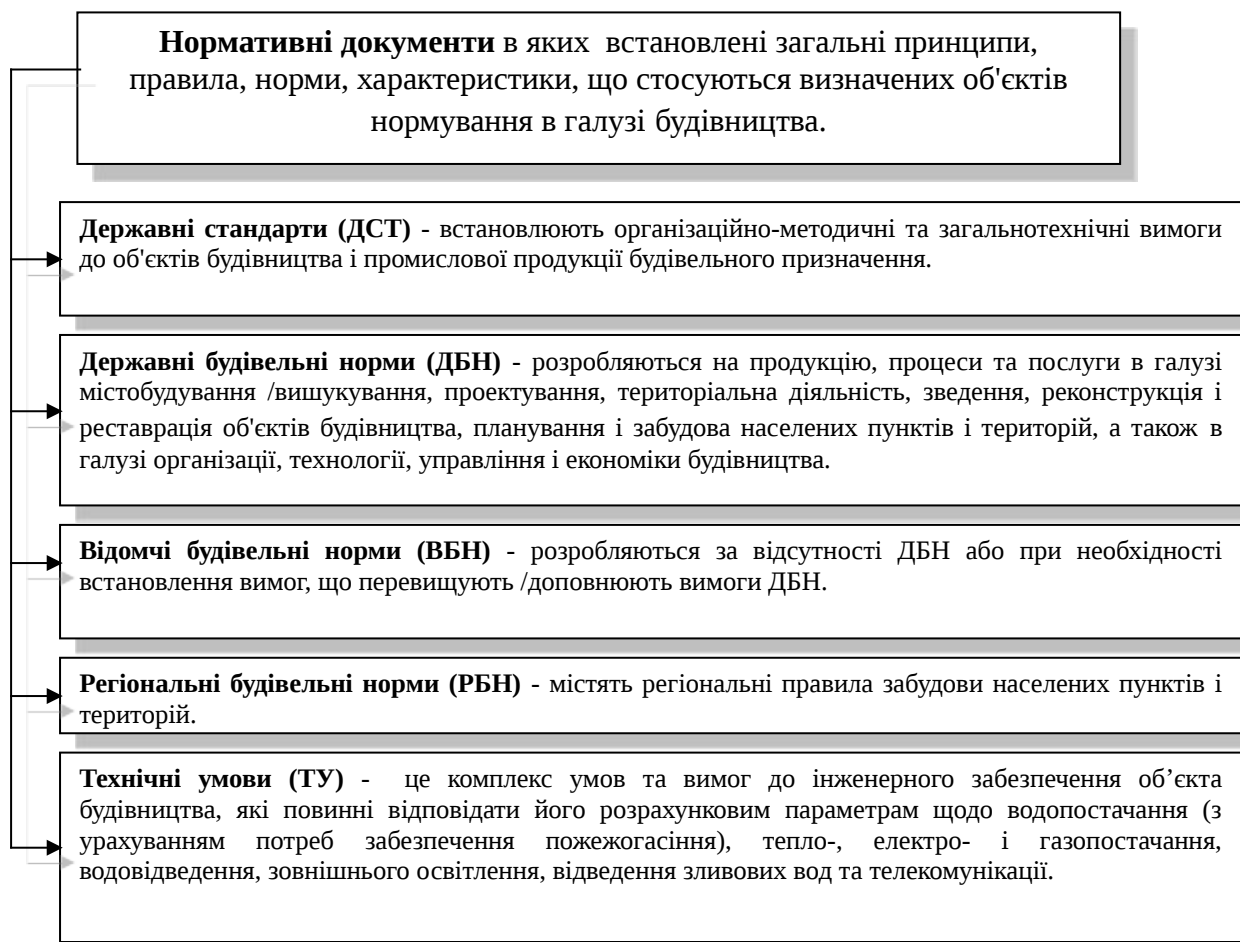 Нормативні документи в яких встановлені загальні принципи,
правила, норми, характеристики, що стосуються визначених об'єктів
нормування в галузі будівництва.
Державні стандарти (ДСТ) - встановлюють організаційно-методичні та загальнотехнічні вимоги
до об'єктів будівництва і промислової продукції будівельного призначення.
Державні будівельні норми (ДБН) - розробляються на продукцію, процеси та послуги в галузі
містобудування /вишукування, проектування, територіальна діяльність, зведення, реконструкція і
реставрація об'єктів будівництва, планування і забудова населених пунктів і територій, а також в
галузі організації, технології, управління і економіки будівництва.
Відомчі будівельні норми (ВБН) - розробляються за відсутності ДБН або при необхідності
встановлення вимог, що перевищують /доповнюють вимоги ДБН.
Регіональні будівельні норми (РБН) - містять регіональні правила забудови населених пунктів і
територій.
Технічні умови (ТУ) - це комплекс умов та вимог до інженерного забезпечення об’єкта
будівництва, які повинні відповідати його розрахунковим параметрам щодо водопостачання (з
урахуванням потреб забезпечення пожежогасіння), тепло-, електро- і газопостачання,
водовідведення, зовнішнього освітлення, відведення зливових вод та телекомунікації.